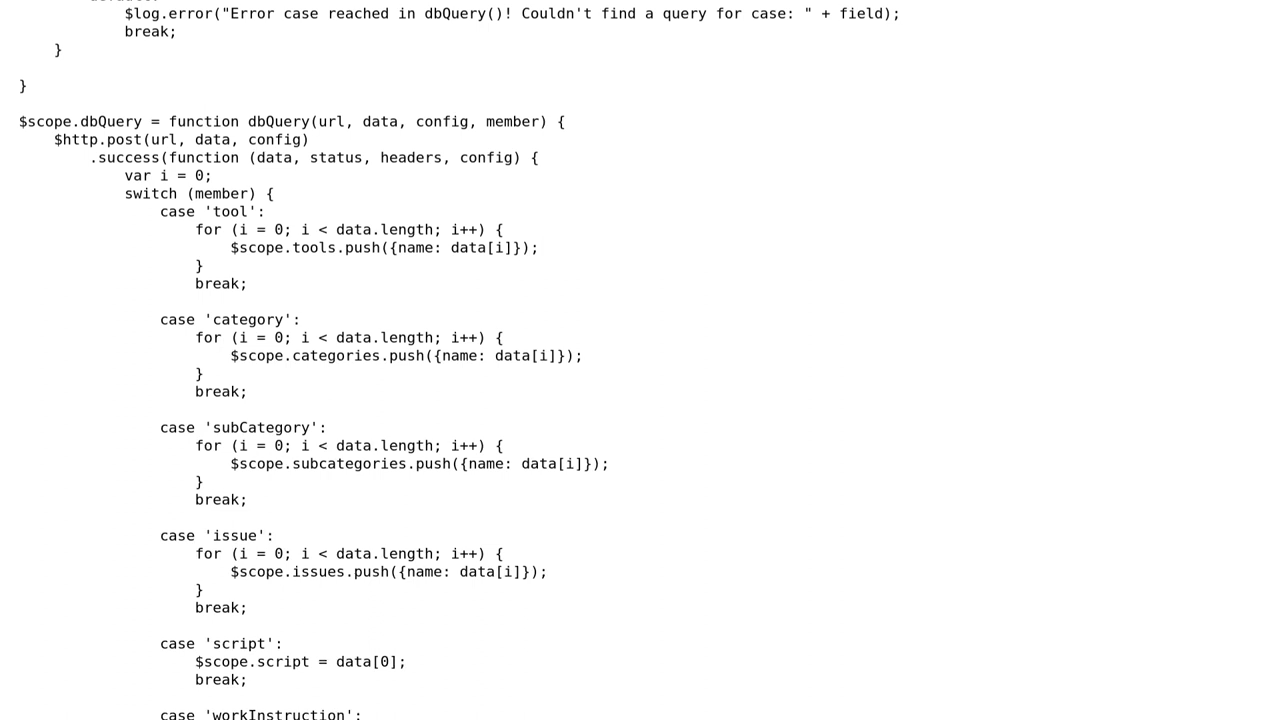 $log.error("Error case reached in dbQuery()! Couldn't find a query for case: " + field);
            break;
    }

}

$scope.dbQuery = function dbQuery(url, data, config, member) {
    $http.post(url, data, config)
        .success(function (data, status, headers, config) {
            var i = 0;
            switch (member) {
                case 'tool':
                    for (i = 0; i < data.length; i++) {
                        $scope.tools.push({name: data[i]});
                    }
                    break;

                case 'category':
                    for (i = 0; i < data.length; i++) {
                        $scope.categories.push({name: data[i]});
                    }
                    break;

                case 'subCategory':
                    for (i = 0; i < data.length; i++) {
                        $scope.subcategories.push({name: data[i]});
                    }
                    break;

                case 'issue':
                    for (i = 0; i < data.length; i++) {
                        $scope.issues.push({name: data[i]});
                    }
                    break;

                case 'script':
                    $scope.script = data[0];
                    break;

                case 'workInstruction':